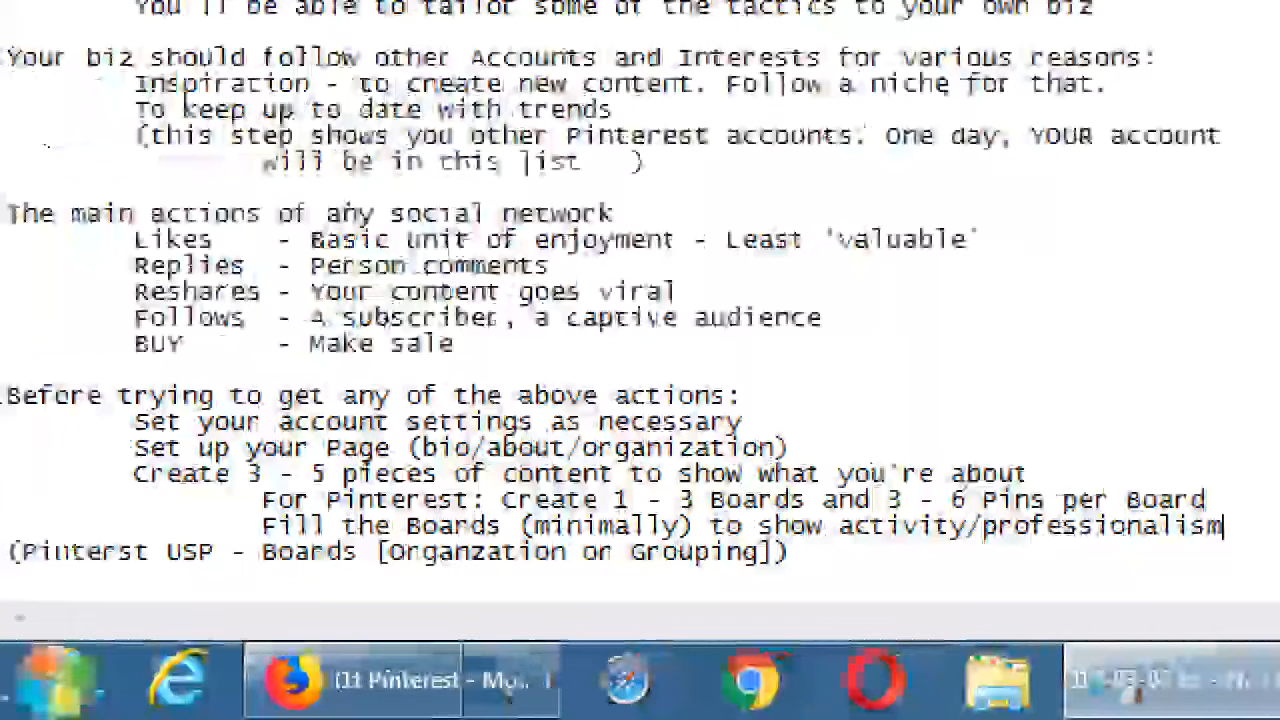 You'll be able to tailor some of the tactics to your own biz
Your biz should follow other Accounts and Interests for various reasons:
Inspiration - to create new content. Follow a niche for that.
To keep up to date with trends
(this step shows you other Pinterest accounts. One day, YOUR account
will be in this list   )
The main actions of any social network
Likes   - Basic unit of enjoyment - Least 'valuable'
Replies - Person comments
Reshares - Your content goes viral
Follows - A subscriber, a captive audience
BUY     - Make sale
Before trying to get any of the above actions:
Set your account settings as necessary
Set up your Page (bio/about/organization)
Create 3 - 5 pieces of content to show what you're about
For Pinterest: Create 1 - 3 Boards and 3 - 6 Pins per Board
Fill the Boards (minimally) to show activity/professionalism
(Pinterst USP - Boards [Organzation or Grouping])
Pinterest -